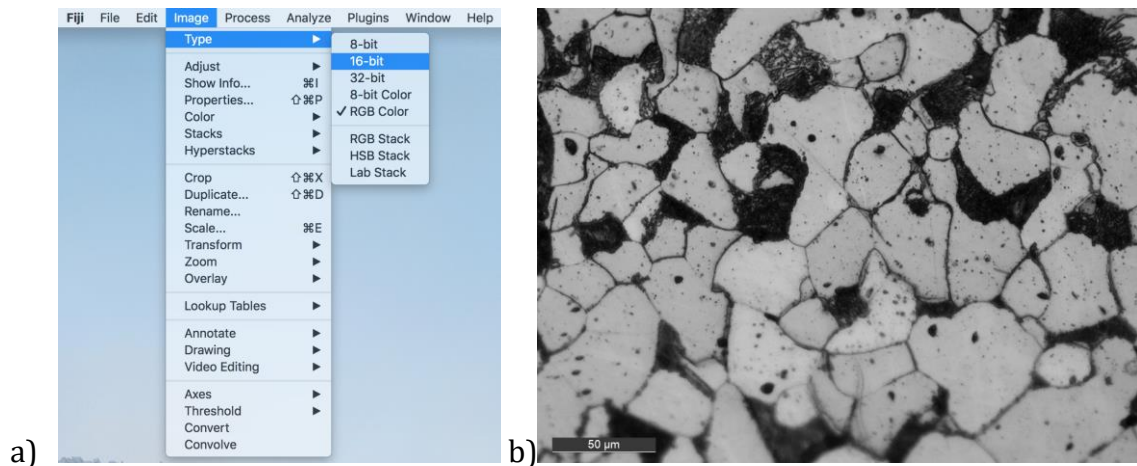 Fiji File Edit Image Process Analyze Plugins Window Help
Type ▶
Adjust ▶
Show Info... ⌘I
Properties... ⇧⌘P
Color ▶
Stacks ▶
Hyperstacks ▶
Crop ⇧⌘X
Duplicate... ⇧⌘D
Rename...
Scale... ⌘E
Transform ▶
Zoom ▶
Overlay ▶
Lookup Tables ▶
Annotate ▶
Drawing ▶
Video Editing ▶
Axes ▶
Threshold ▶
Convert
Convolve
8-bit
16-bit
32-bit
8-bit Color
✓ RGB Color
RGB Stack
HSB Stack
Lab Stack
a)
50 µm
b)